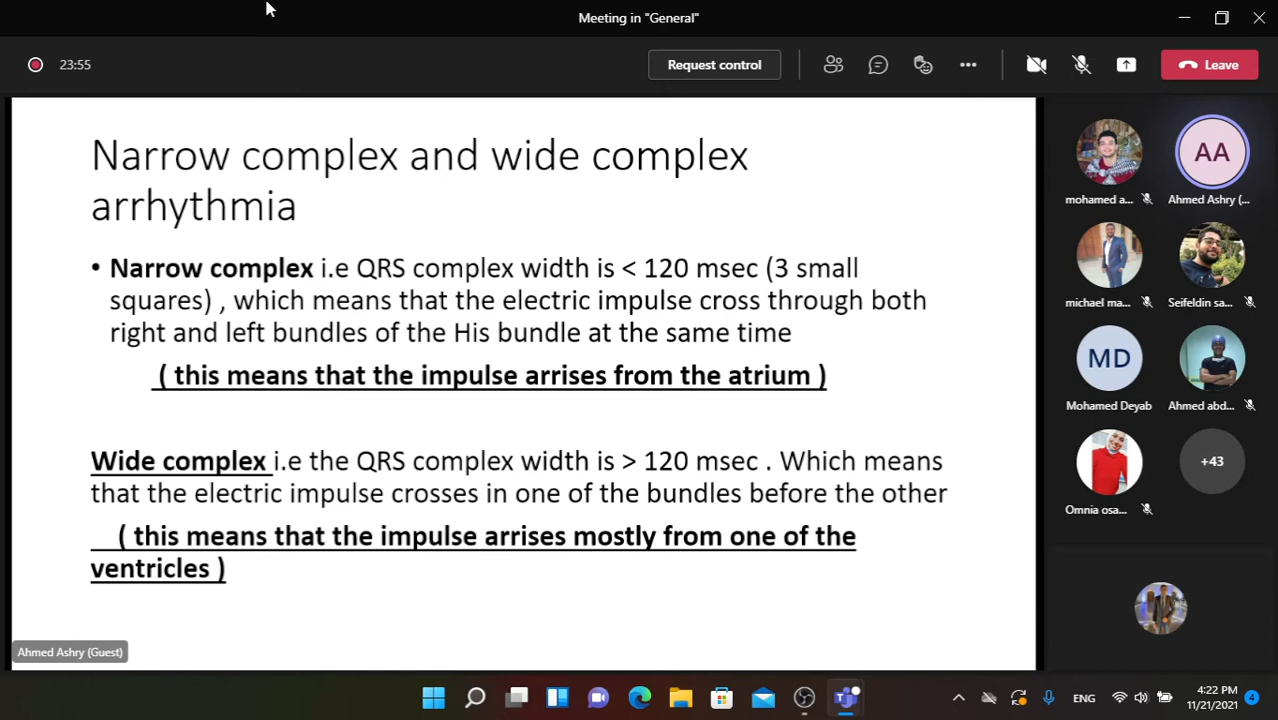 Meeting in "General"
23:55
Request control
Leave
Narrow complex and wide complex
arrhythmia
• Narrow complex i.e QRS complex width is < 120 msec (3 small
squares) , which means that the electric impulse cross through both
right and left bundles of the His bundle at the same time
( this means that the impulse arrises from the atrium )
Wide complex i.e the QRS complex width is > 120 msec . Which means
that the electric impulse crosses in one of the bundles before the other
( this means that the impulse arrises mostly from one of the
ventricles )
Ahmed Ashry (Guest)
AA
mohamed a...
Ahmed Ashry (...
michael ma...
Seifeldin sa...
MD
Mohamed Deyab
Ahmed abd...
+43
Omnia osa...
ENG
4:22 PM
11/21/2021
4